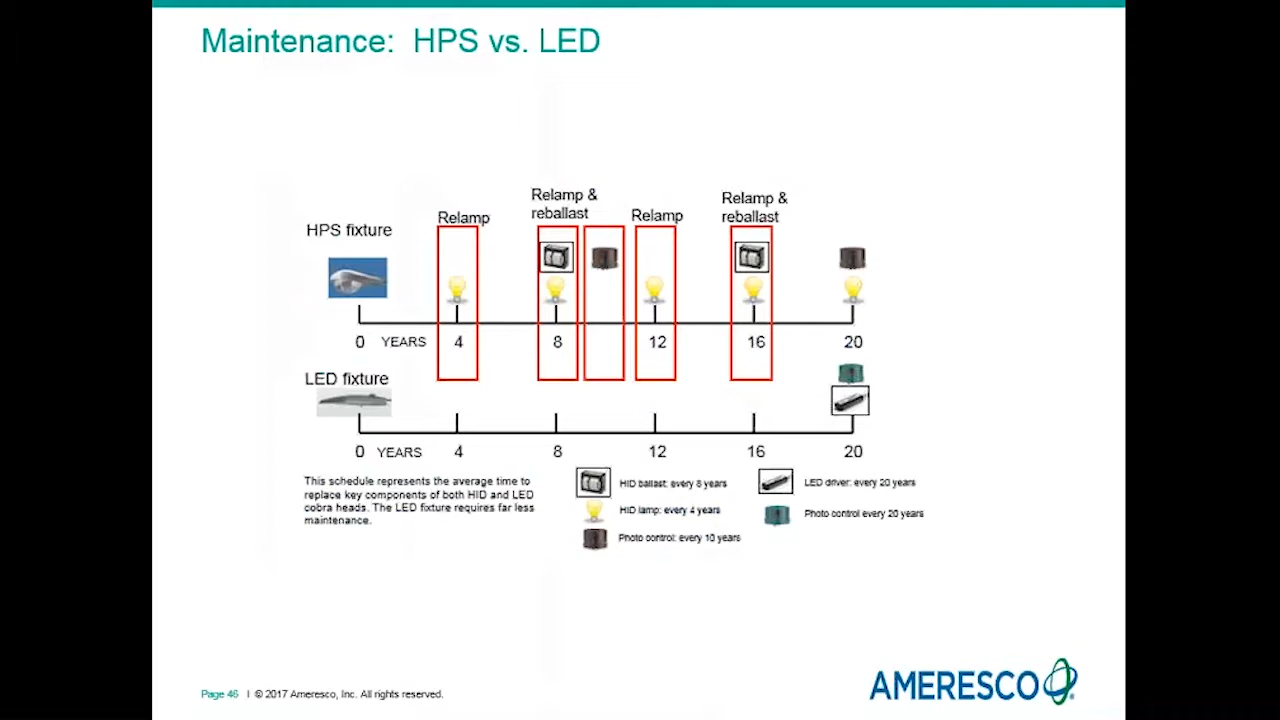 Maintenance:  HPS vs. LED
Relamp
Relamp &
reballast
Relamp
Relamp &
reballast
HPS fixture
0 YEARS 4 8 12 16 20
LED fixture
0 YEARS 4 8 12 16 20
This schedule represents the average time to
replace key components of both HID and LED
cobra heads. The LED fixture requires far less
maintenance.
HID ballast: every 8 years
HID lamp: every 4 years
Photo control: every 10 years
LED driver: every 20 years
Photo control every 20 years
Page 46 I © 2017 Ameresco, Inc. All rights reserved.
AMERESCO